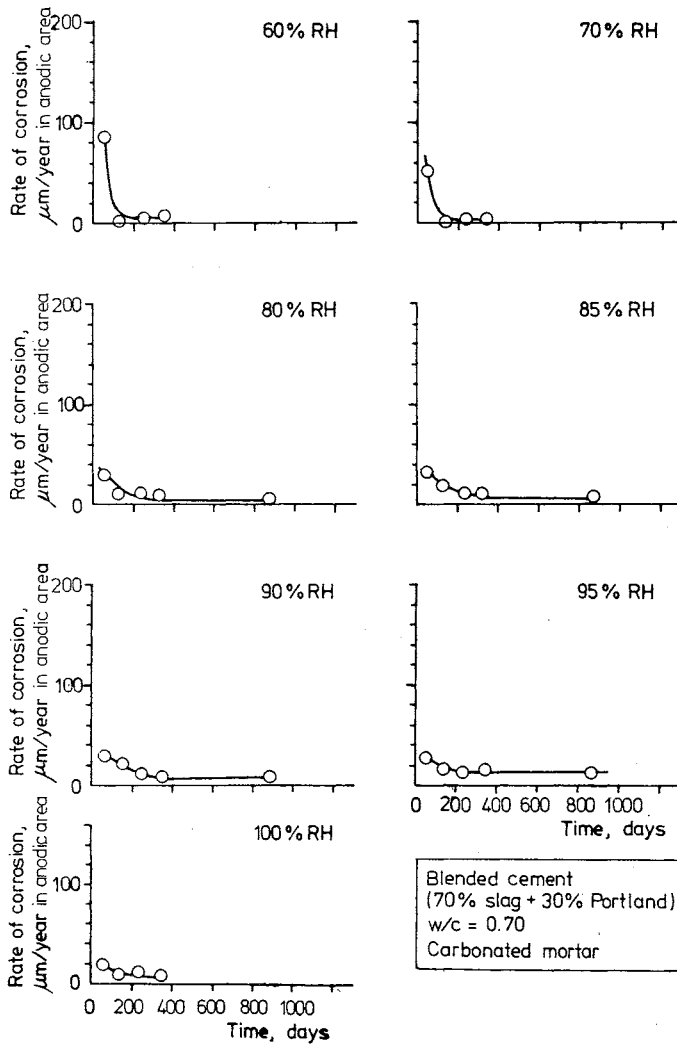 200
60% RH
100
0
Rate of corrosion,
μm/year in anodic area
70% RH
200
80% RH
100
0
Rate of corrosion,
μm/year in anodic area
85% RH
200
90% RH
100
0
Rate of corrosion,
μm/year in anodic area
95% RH
0 200 400 600 800 1000
Time, days
100% RH
100
0
Rate of corrosion,
μm/year in anodic area
0 200 400 600 800 1000
Time, days
Blended cement
(70% slag + 30% Portland)
w/c = 0.70
Carbonated mortar